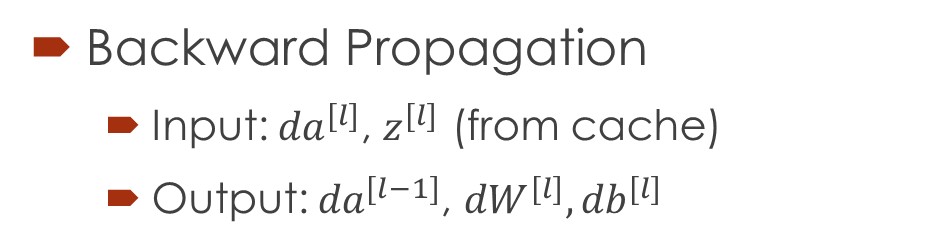 Backward Propagation
Input: $da^{[l]}$, $z^{[l]}$ (from cache)
Output: $da^{[l-1]}$, $dW^{[l]}, db^{[l]}$